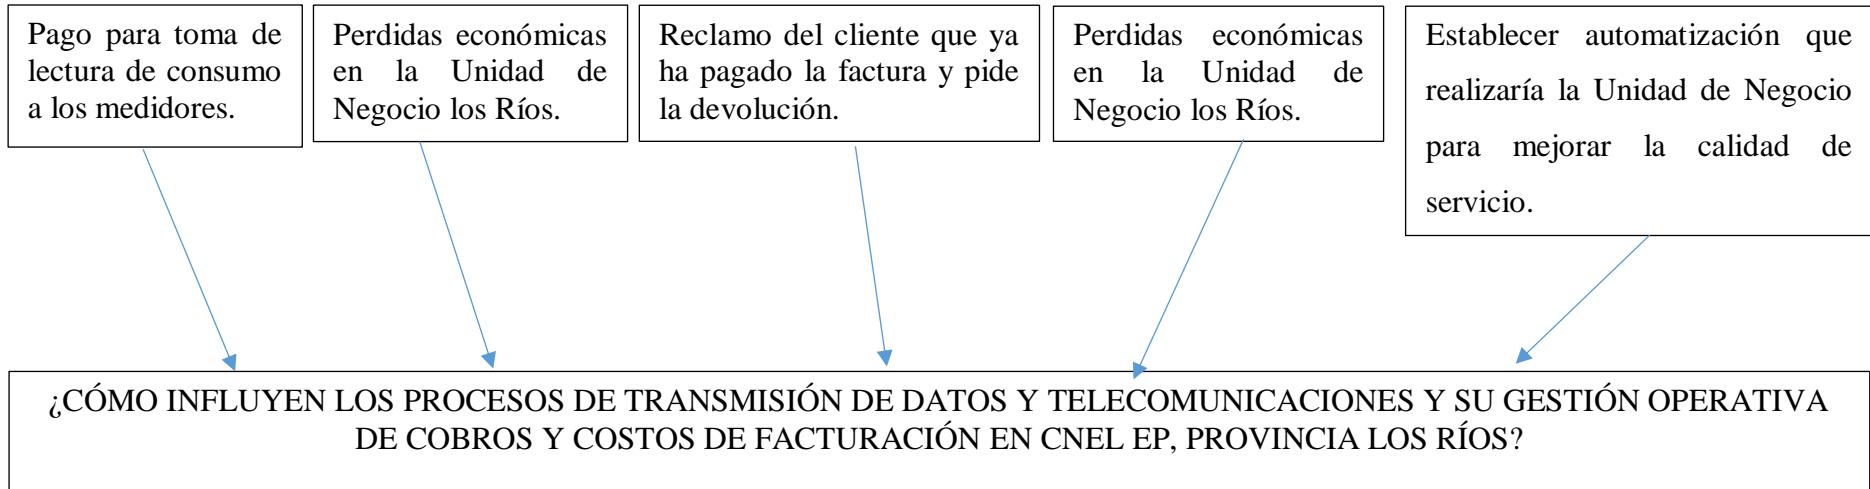 Pago para toma de
lectura de consumo
a los medidores.
Perdidas económicas
en la Unidad de
Negocio los Ríos.
Reclamo del cliente que ya
ha pagado la factura y pide
la devolución.
Perdidas económicas
en la Unidad de
Negocio los Ríos.
Establecer automatización que
realizaría la Unidad de Negocio
para mejorar la calidad de
servicio.
¿CÓMO INFLUYEN LOS PROCESOS DE TRANSMISIÓN DE DATOS Y TELECOMUNICACIONES Y SU GESTIÓN OPERATIVA
DE COBROS Y COSTOS DE FACTURACIÓN EN CNEL EP, PROVINCIA LOS RÍOS?